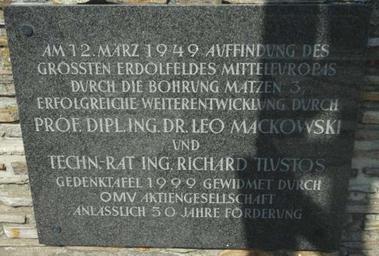 AM 12. MÄRZ 1949 AUFFINDUNG DES
GRÖSSTEN ERDÖLFELDES MITTELEUROPAS
DURCH DIE BOHRUNG MATZEN 3,
ERFOLGREICHE WEITERENTWICKLUNG DURCH
PROF. DIPL.ING. DR. LEO MACKOWSKI
UND
TECHN.-RAT ING. RICHARD TLUSTOS
GEDENKTAFEL 1999 GEWIDMET DURCH
OMV AKTIENGESELLSCHAFT
ANLÄSSLICH 50 JAHRE FÖRDERUNG